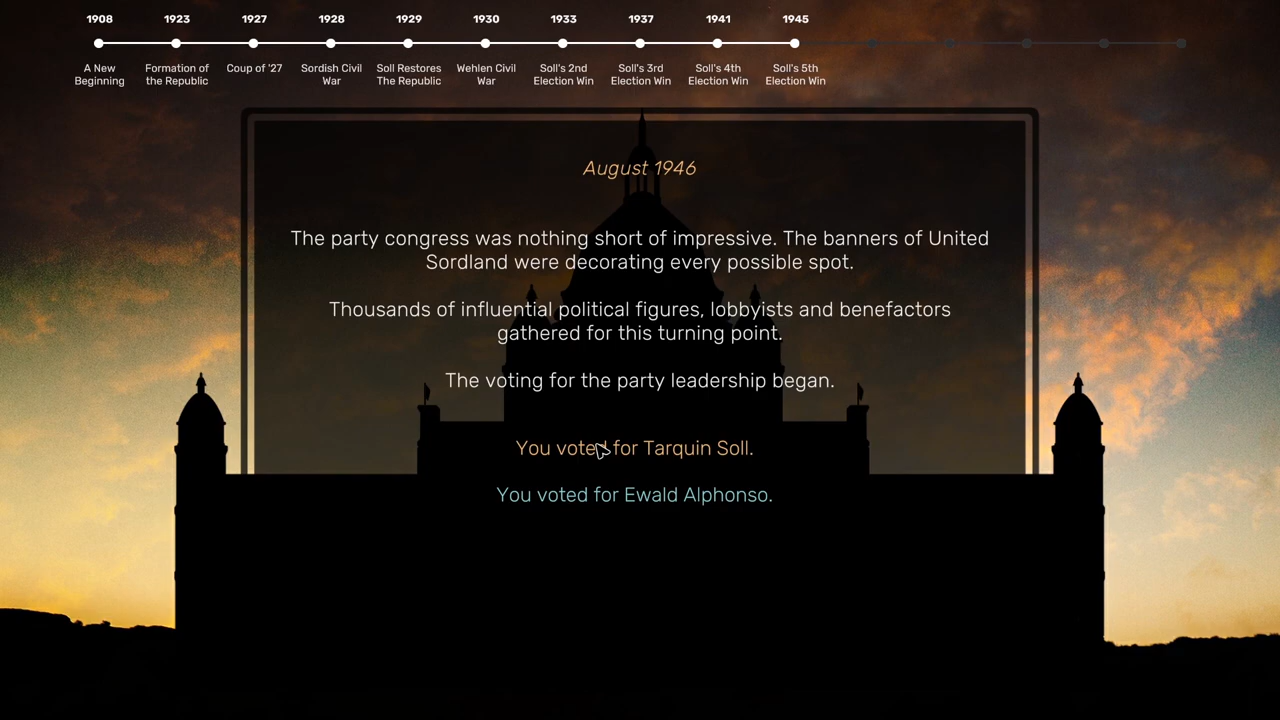 1908 1923 1927 1928 1929 1930 1933 1937 1941 1945
A New Coup of '27 Formation of Sordish Civil Soll Restores Wehlen Civil Soll's 2nd Soll's 3rd Soll's 4th Soll's 5th
Beginning the Republic War The Republic War Election Win Election Win Election Win Election Win
August 1946
The party congress was nothing short of impressive. The banners of United
Sordland were decorating every possible spot.
Thousands of influential political figures, lobbyists and benefactors
gathered for this turning point.
The voting for the party leadership began.
You voted for Tarquin Soll.
You voted for Ewald Alphonso.